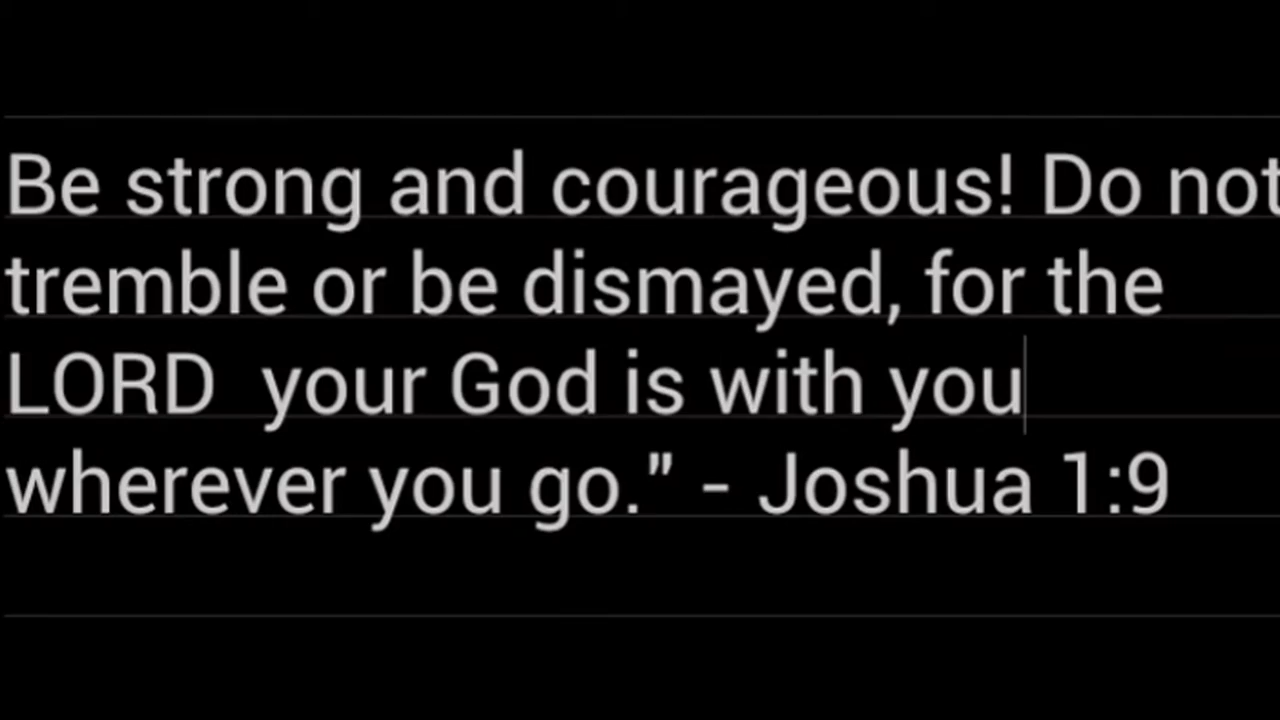 Be strong and courageous! Do not
tremble or be dismayed, for the
LORD  your God is with you
wherever you go." - Joshua 1:9